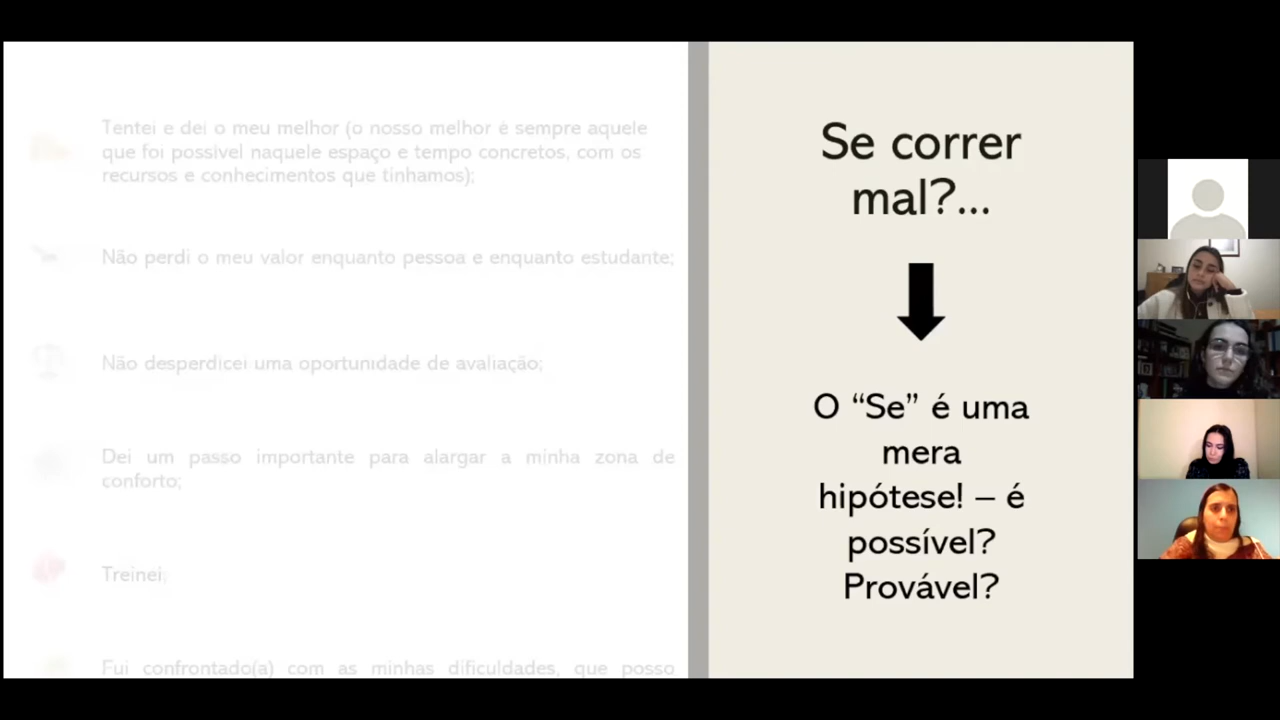 Tentei e dei o meu melhor (o nosso melhor é sempre aquele
que foi possível naquele espaço e tempo concretos, com os
recursos e conhecimentos que tínhamos);
Não perdi o meu valor enquanto pessoa e enquanto estudante;
Não desperdicei uma oportunidade de avaliação;
Dei um passo importante para alargar a minha zona de
conforto;
Treinei;
Fui confrontado(a) com as minhas dificuldades, que posso
Se correr
mal?...
O “Se” é uma
mera
hipótese! – é
possível?
Provável?